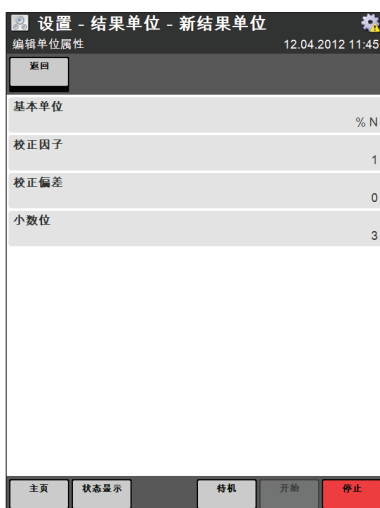 设置 - 结果单位 - 新结果单位
编辑单位属性 12.04.2012 11:45
返回
基本单位
% N
校正因子
1
校正偏差
0
小数位
3
主页 状态显示 待机 开始 停止